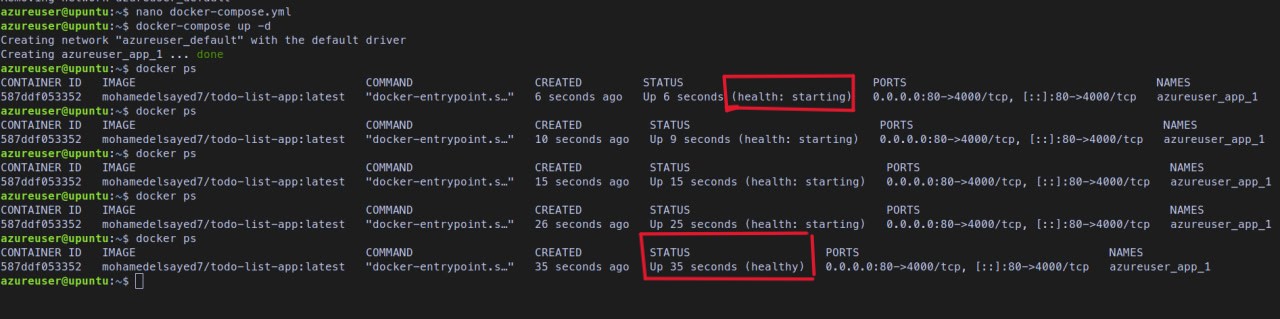 Removing network azureuser_default
azureuser@upuntu:~$ nano docker-compose.yml
azureuser@upuntu:~$ docker-compose up -d
Creating network "azureuser_default" with the default driver
Creating azureuser_app_1 ... done
azureuser@upuntu:~$ docker ps
CONTAINER ID   IMAGE                                COMMAND                  CREATED         STATUS                           PORTS                                     NAMES
587ddf053352   mohamedelsayed7/todo-list-app:latest   "docker-entrypoint.s…"   6 seconds ago   Up 6 seconds (health: starting)   0.0.0.0:80->4000/tcp, [::]:80->4000/tcp   azureuser_app_1
azureuser@upuntu:~$ docker ps
CONTAINER ID   IMAGE                                COMMAND                  CREATED          STATUS                           PORTS                                     NAMES
587ddf053352   mohamedelsayed7/todo-list-app:latest   "docker-entrypoint.s…"   10 seconds ago   Up 9 seconds (health: starting)   0.0.0.0:80->4000/tcp, [::]:80->4000/tcp   azureuser_app_1
azureuser@upuntu:~$ docker ps
CONTAINER ID   IMAGE                                COMMAND                  CREATED          STATUS                            PORTS                                     NAMES
587ddf053352   mohamedelsayed7/todo-list-app:latest   "docker-entrypoint.s…"   15 seconds ago   Up 15 seconds (health: starting)   0.0.0.0:80->4000/tcp, [::]:80->4000/tcp   azureuser_app_1
azureuser@upuntu:~$ docker ps
CONTAINER ID   IMAGE                                COMMAND                  CREATED          STATUS                            PORTS                                     NAMES
587ddf053352   mohamedelsayed7/todo-list-app:latest   "docker-entrypoint.s…"   26 seconds ago   Up 25 seconds (health: starting)   0.0.0.0:80->4000/tcp, [::]:80->4000/tcp   azureuser_app_1
azureuser@upuntu:~$ docker ps
CONTAINER ID   IMAGE                                COMMAND                  CREATED          STATUS                   PORTS                                     NAMES
587ddf053352   mohamedelsayed7/todo-list-app:latest   "docker-entrypoint.s…"   35 seconds ago   Up 35 seconds (healthy)   0.0.0.0:80->4000/tcp, [::]:80->4000/tcp   azureuser_app_1
azureuser@upuntu:~$